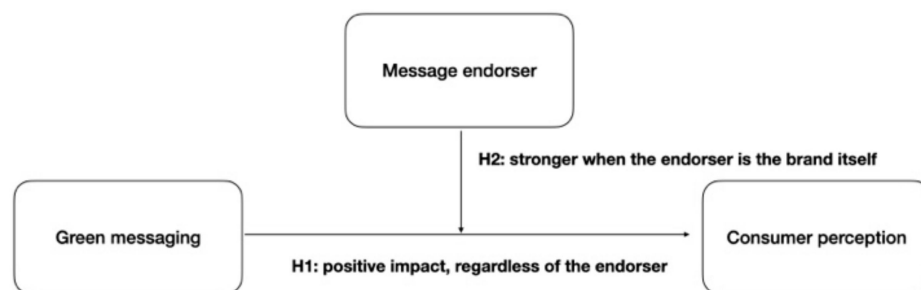 Message endorser
H2: stronger when the endorser is the brand itself
Green messaging
Consumer perception
H1: positive impact, regardless of the endorser